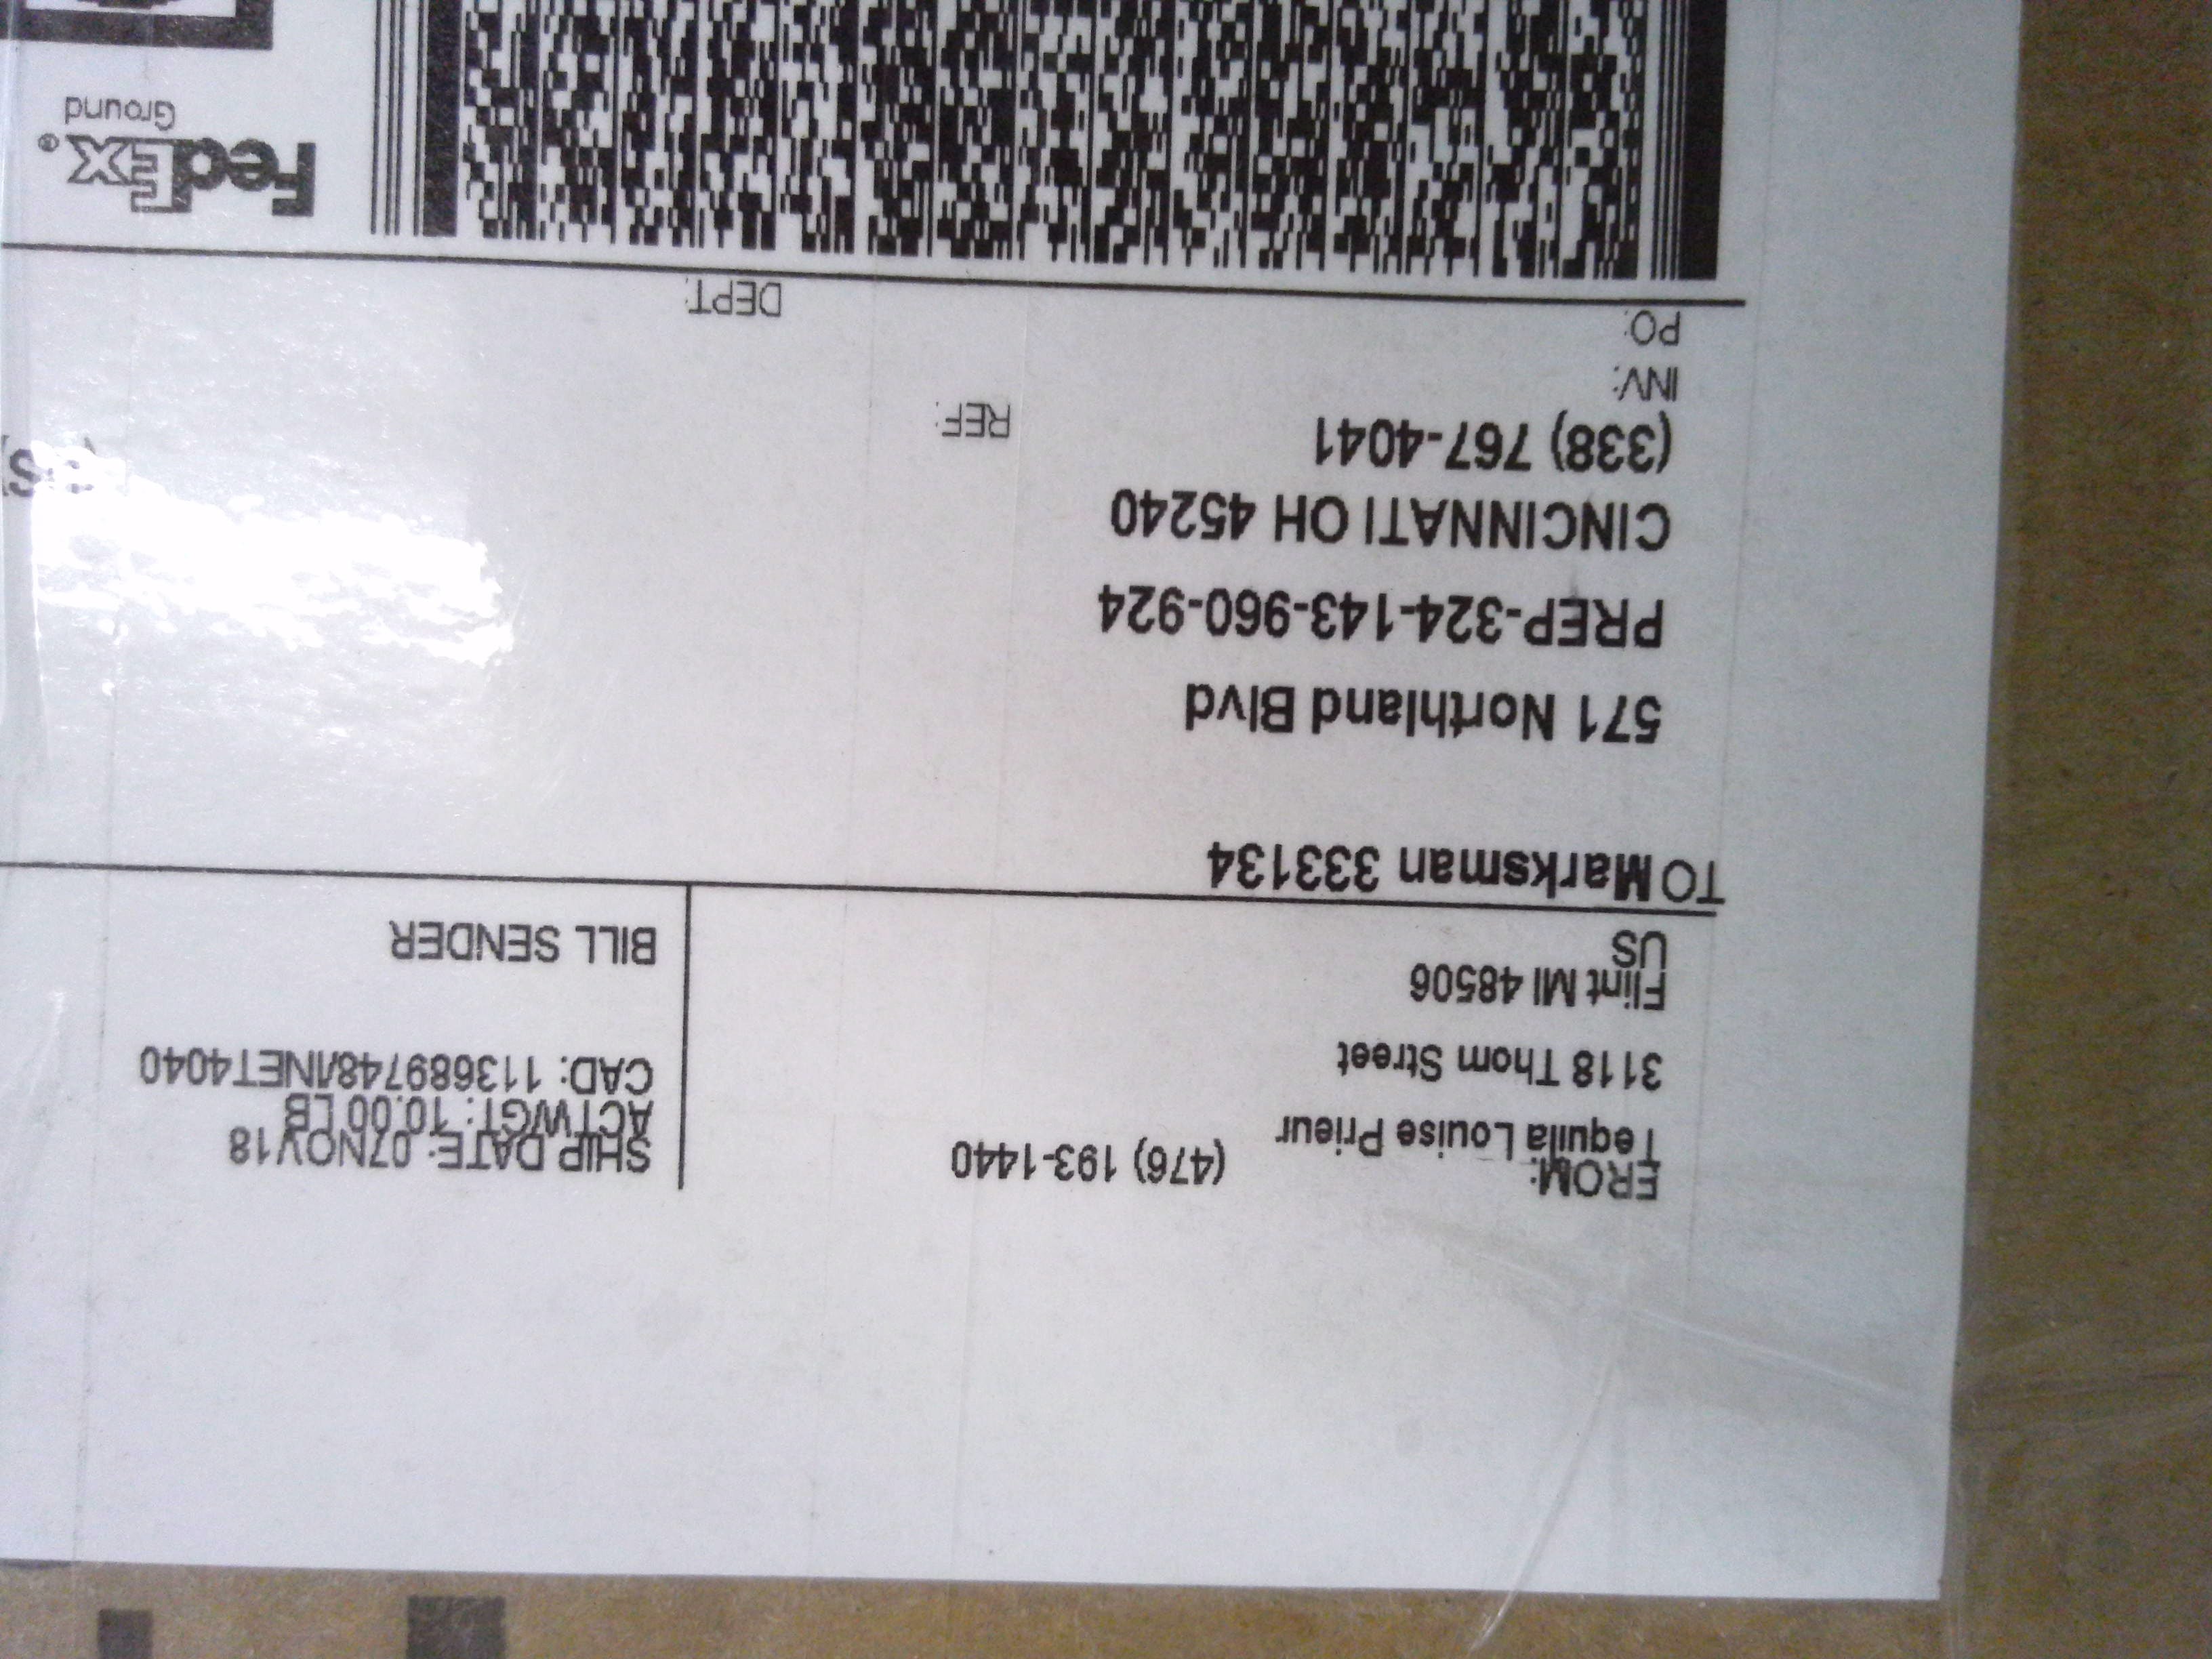 FROM: (476) 193-1440
Tequila Louise Prieur
3118 Thom Street
Flint MI 48506
US
SHIP DATE: 07NOV18
ACTWGT: 10.00 LB
CAD: 113689748/INET4040
BILL SENDER
TO Marksman 333134
571 Northland Blvd
PREP-324-143-960-924
CINCINNATI OH 45240
(338) 767-4041
REF:
INV:
PO:
DEPT:
FedEx®
Ground